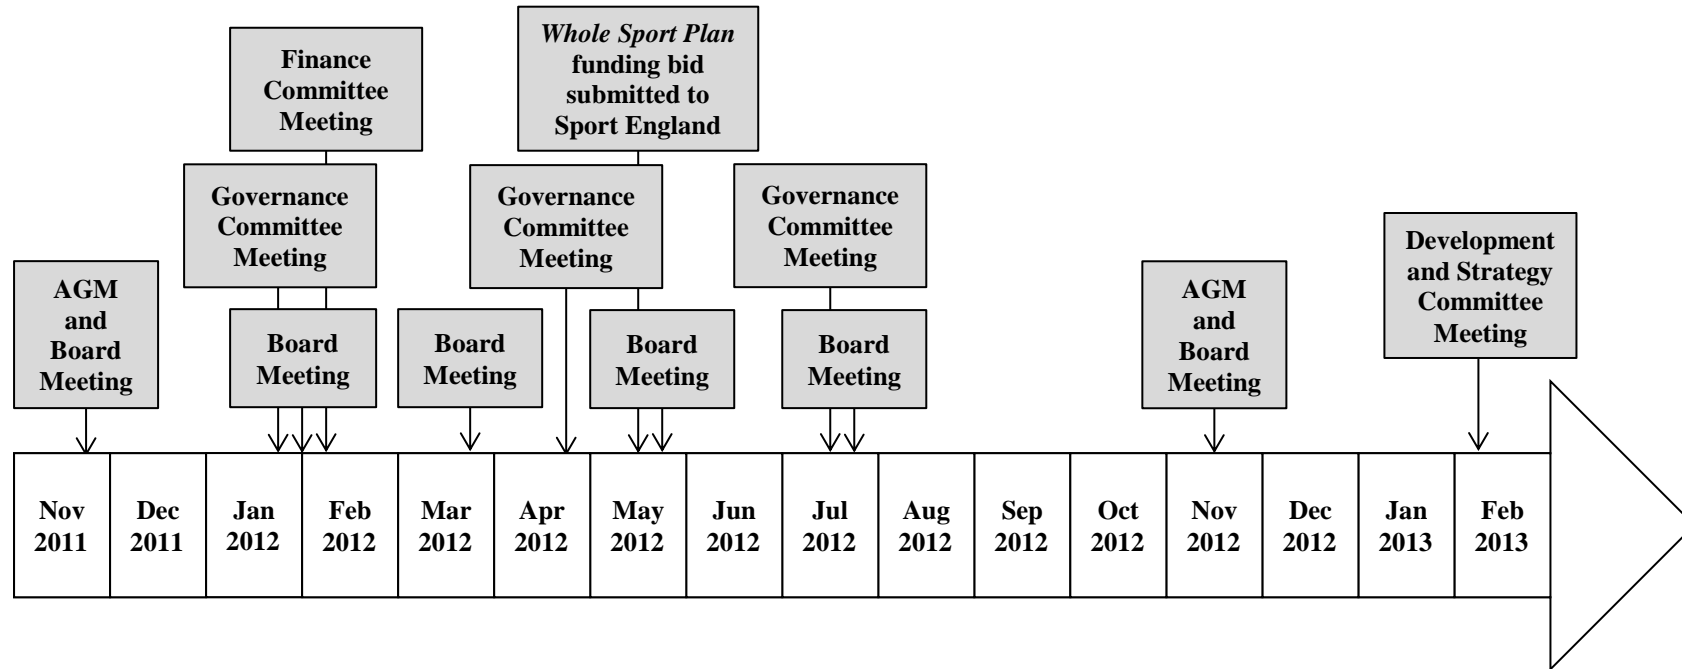 Finance
Committee
Meeting
Whole Sport Plan
funding bid
submitted to
Sport England
Governance
Committee
Meeting
Governance
Committee
Meeting
Governance
Committee
Meeting
Development
and Strategy
Committee
Meeting
AGM
and
Board
Meeting
Board
Meeting
Board
Meeting
Board
Meeting
Board
Meeting
AGM
and
Board
Meeting
Nov
2011
Dec
2011
Jan
2012
Feb
2012
Mar
2012
Apr
2012
May
2012
Jun
2012
Jul
2012
Aug
2012
Sep
2012
Oct
2012
Nov
2012
Dec
2012
Jan
2013
Feb
2013